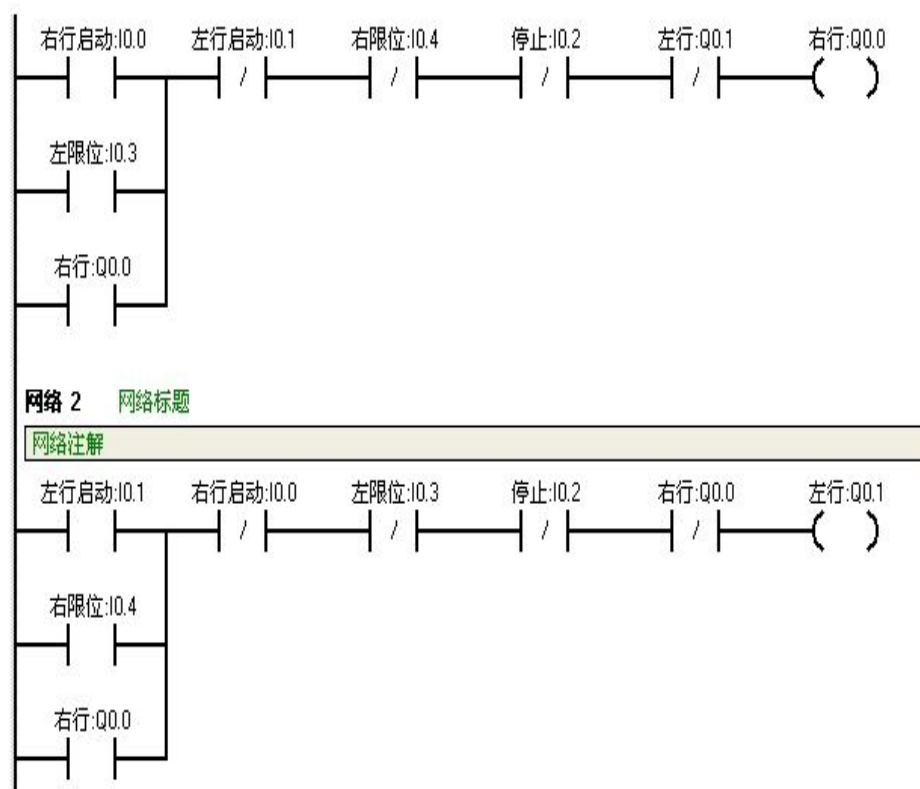 右行启动:I0.0 左行启动:I0.1 右限位:I0.4 停止:I0.2 左行:Q0.1 右行:Q0.0
左限位:I0.3
右行:Q0.0
网络 2 网络标题
网络注解
左行启动:I0.1 右行启动:I0.0 左限位:I0.3 停止:I0.2 右行:Q0.0 左行:Q0.1
右限位:I0.4
右行:Q0.0